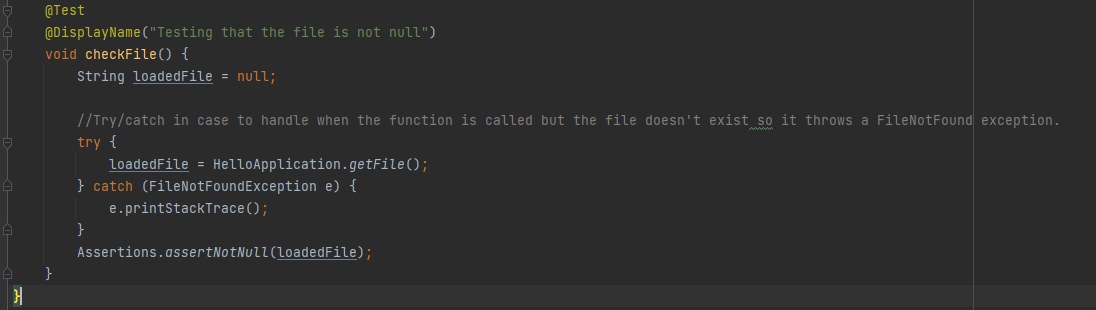 @Test
@DisplayName("Testing that the file is not null")
void checkFile() {
String loadedFile = null;
//Try/catch in case to handle when the function is called but the file doesn't exist so it throws a FileNotFound exception.
try {
loadedFile = HelloApplication.getFile();
} catch (FileNotFoundException e) {
e.printStackTrace();
}
Assertions.assertNotNull(loadedFile);
}
}